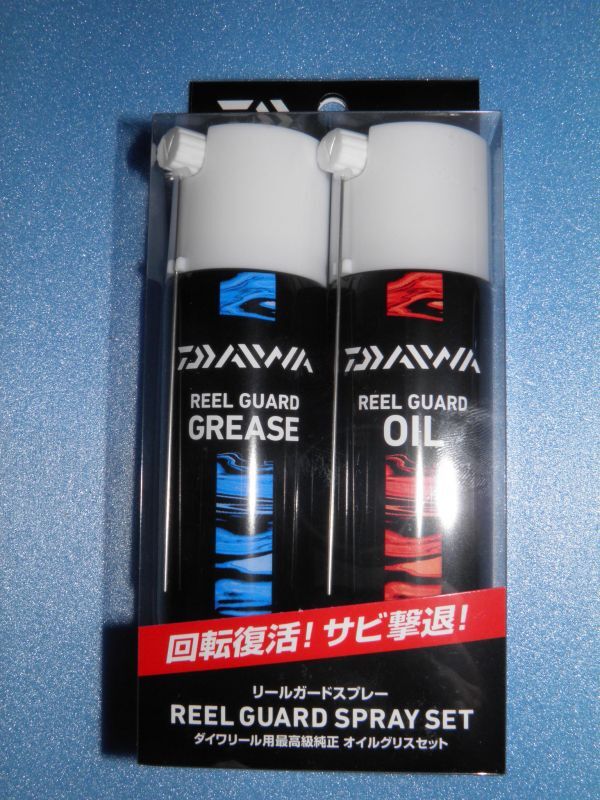 DAIWA
DAIWA
REEL GUARD
GREASE
DAIWA
REEL GUARD
OIL
回転復活！サビ撃退！
リールガードスプレー
REEL GUARD SPRAY SET
ダイワリール用最高級純正 オイルグリスセット